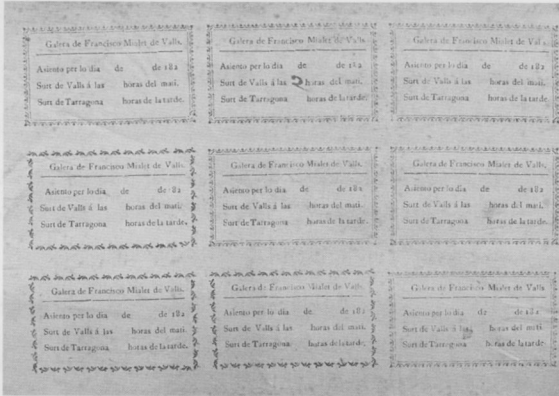 Galera de Francisco Mialet de Valls.
Asiento per lo dia de de 182
Surt de Valls á las horas del matí.
Surt de Tarragona horas de la tarde.
Galera de Francisco Mialet de Valls.
Asiento per lo dia de de 182
Surt de Valls á las horas del matí.
Surt de Tarragona horas de la tarde.
Galera de Francisco Mialet de Valls.
Asiento per lo dia de de 182
Surt de Valls á las horas del matí.
Surt de Tarragona horas de la tarde.
Galera de Francisco Mialet de Valls.
Asiento per lo dia de de 182
Surt de Valls á las horas del matí.
Surt de Tarragona horas de la tarde.
Galera de Francisco Mialet de Valls.
Asiento per lo dia de de 182
Surt de Valls á las horas del matí.
Surt de Tarragona horas de la tarde.
Galera de Francisco Mialet de Valls.
Asiento per lo dia de de 182
Surt de Valls á las horas del matí.
Surt de Tarragona horas de la tarde.
Galera de Francisco Mialet de Valls.
Asiento per lo dia de de 182
Surt de Valls á las horas del matí.
Surt de Tarragona horas de la tarde.
Galera de Francisco Mialet de Valls.
Asiento per lo dia de de 182
Surt de Valls á las horas del matí.
Surt de Tarragona horas de la tarde.
Galera de Francisco Mialet de Valls
Asiento per lo dia de de 182
Surt de Valls á las horas del matí
Surt de Tarragona horas de la tarde.